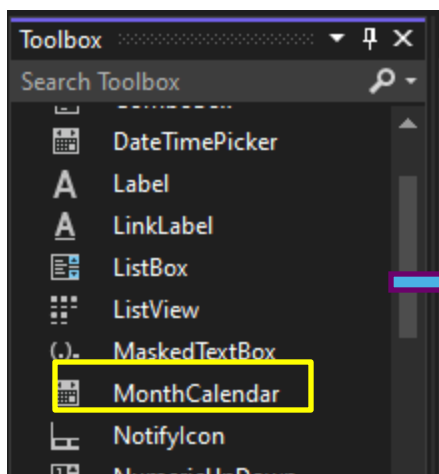 Toolbox
Search Toolbox
DateTimePicker
Label
LinkLabel
ListBox
ListView
MaskedTextBox
MonthCalendar
NotifyIcon